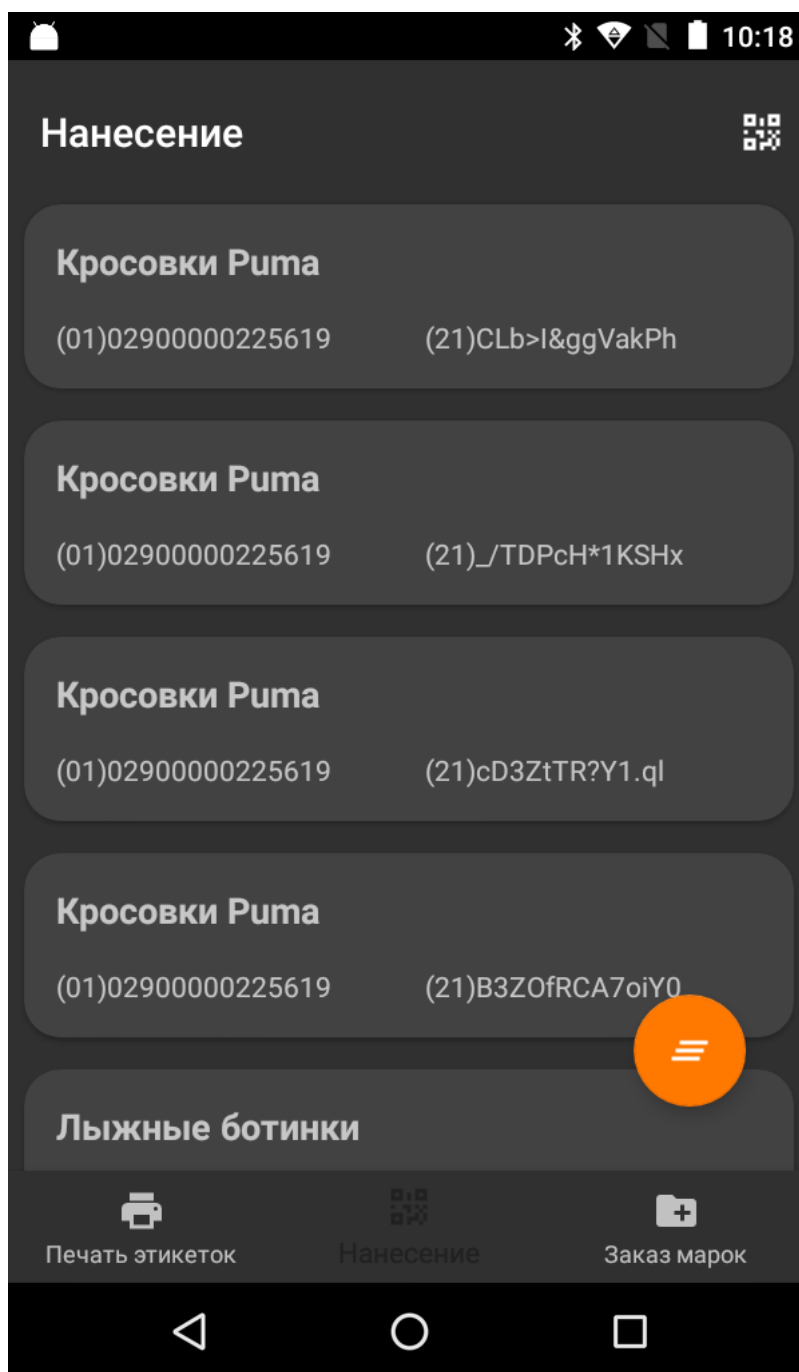 10:18
Нанесение
Кросовки Puma
(01)02900000225619 (21)CLb>I&ggVakPh
Кросовки Puma
(01)02900000225619 (21)_/TDPcH*1KSHx
Кросовки Puma
(01)02900000225619 (21)cD3ZtTR?Y1.ql
Кросовки Puma
(01)02900000225619 (21)B3ZOfRCA7oiY0
Лыжные ботинки
Печать этикеток Нанесение Заказ марок